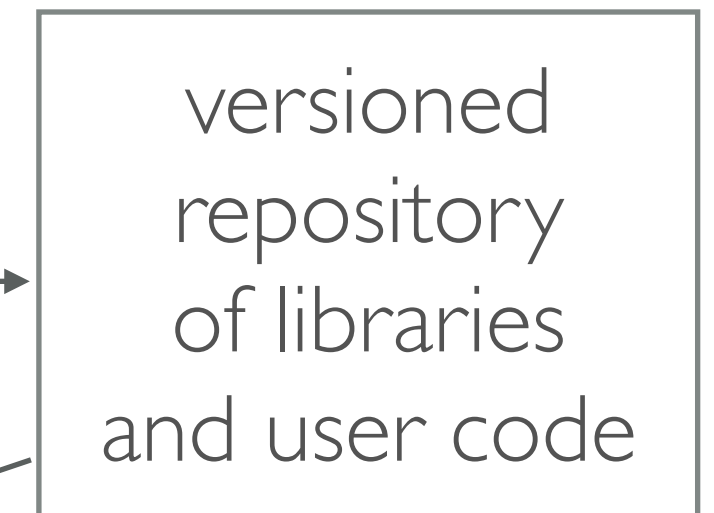 versioned
repository
of libraries
and user code